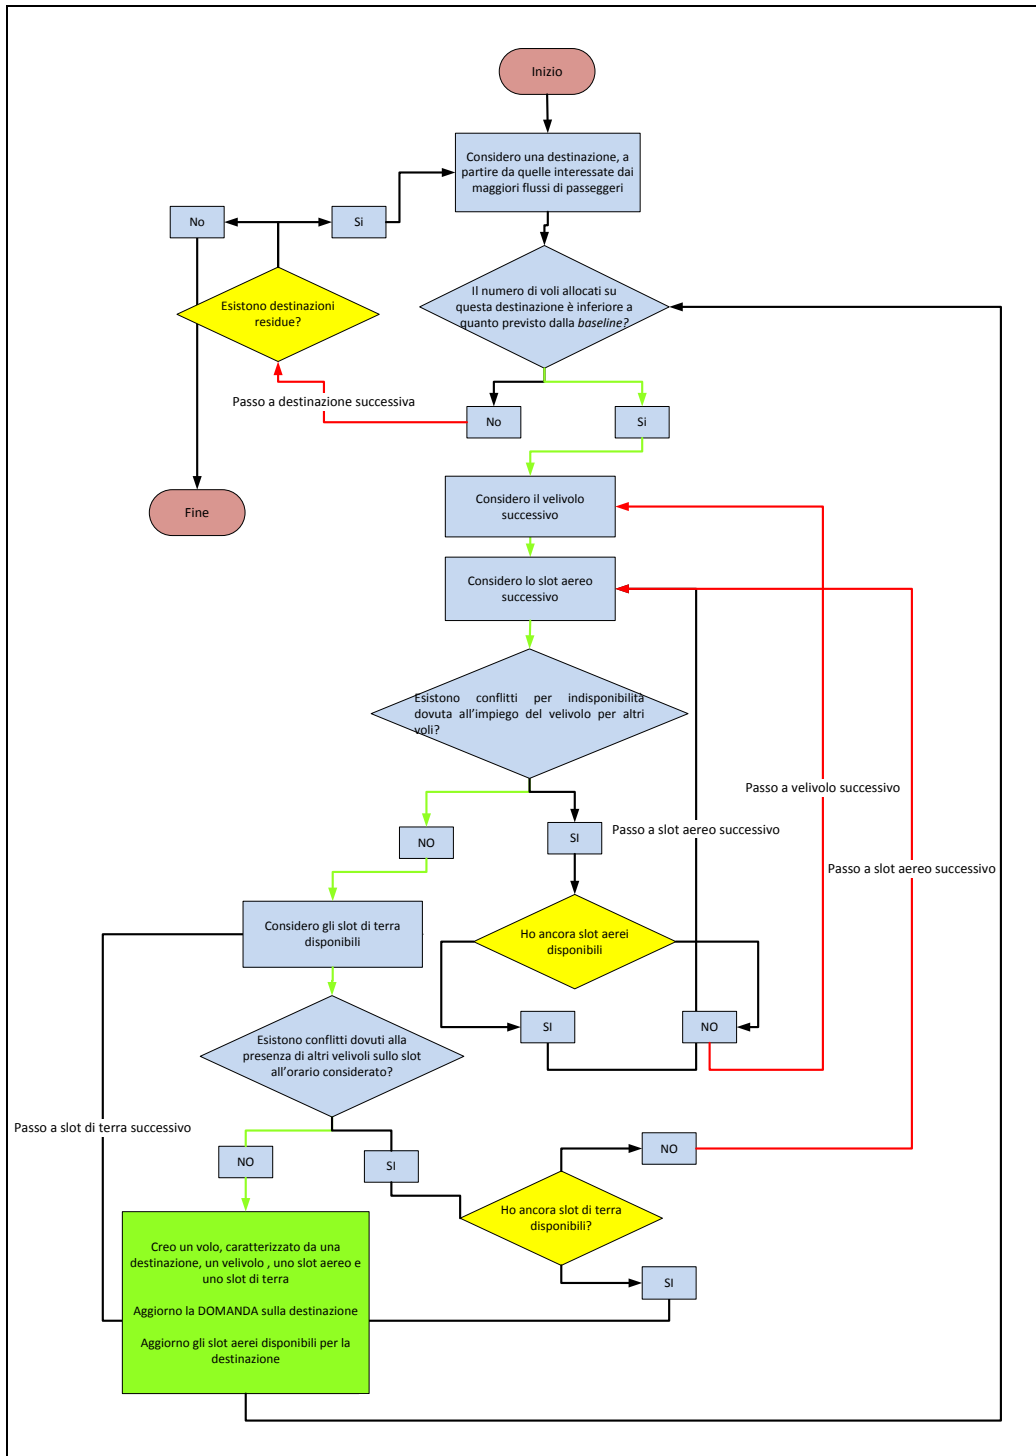 Inizio
Considero una destinazione, a
partire da quelle interessate dai
maggiori flussi di passeggeri
No
Si
Esistono destinazioni
residue?
Il numero di voli allocati su
questa destinazione è inferiore a
quanto previsto dalla baseline?
Passo a destinazione successiva
No
Si
Considero il velivolo
successivo
Fine
Considero lo slot aereo
successivo
Esistono conflitti per indisponibilità
dovuta all'impiego del velivolo per altri
voli?
Passo a velivolo successivo
NO
SI
Passo a slot aereo successivo
Passo a slot aereo successivo
Considero gli slot di terra
disponibili
Ho ancora slot aerei
disponibili
SI
NO
Esistono conflitti dovuti alla
presenza di altri velivoli sullo slot
all'orario considerato?
Passo a slot di terra successivo
NO
SI
NO
Ho ancora slot di terra
disponibili?
SI
Creo un volo, caratterizzato da una
destinazione, un velivolo , uno slot aereo e
uno slot di terra
Aggiorno la DOMANDA sulla destinazione
Aggiorno gli slot aerei disponibili per la
destinazione